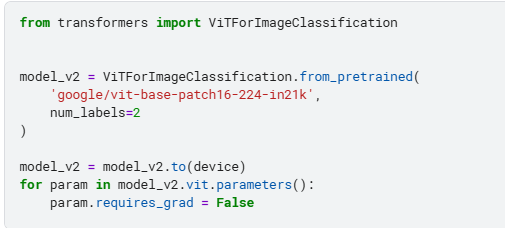 from transformers import ViTForImageClassification
model_v2 = ViTForImageClassification.from_pretrained(
    'google/vit-base-patch16-224-in21k',
    num_labels=2
)
model_v2 = model_v2.to(device)
for param in model_v2.vit.parameters():
    param.requires_grad = False